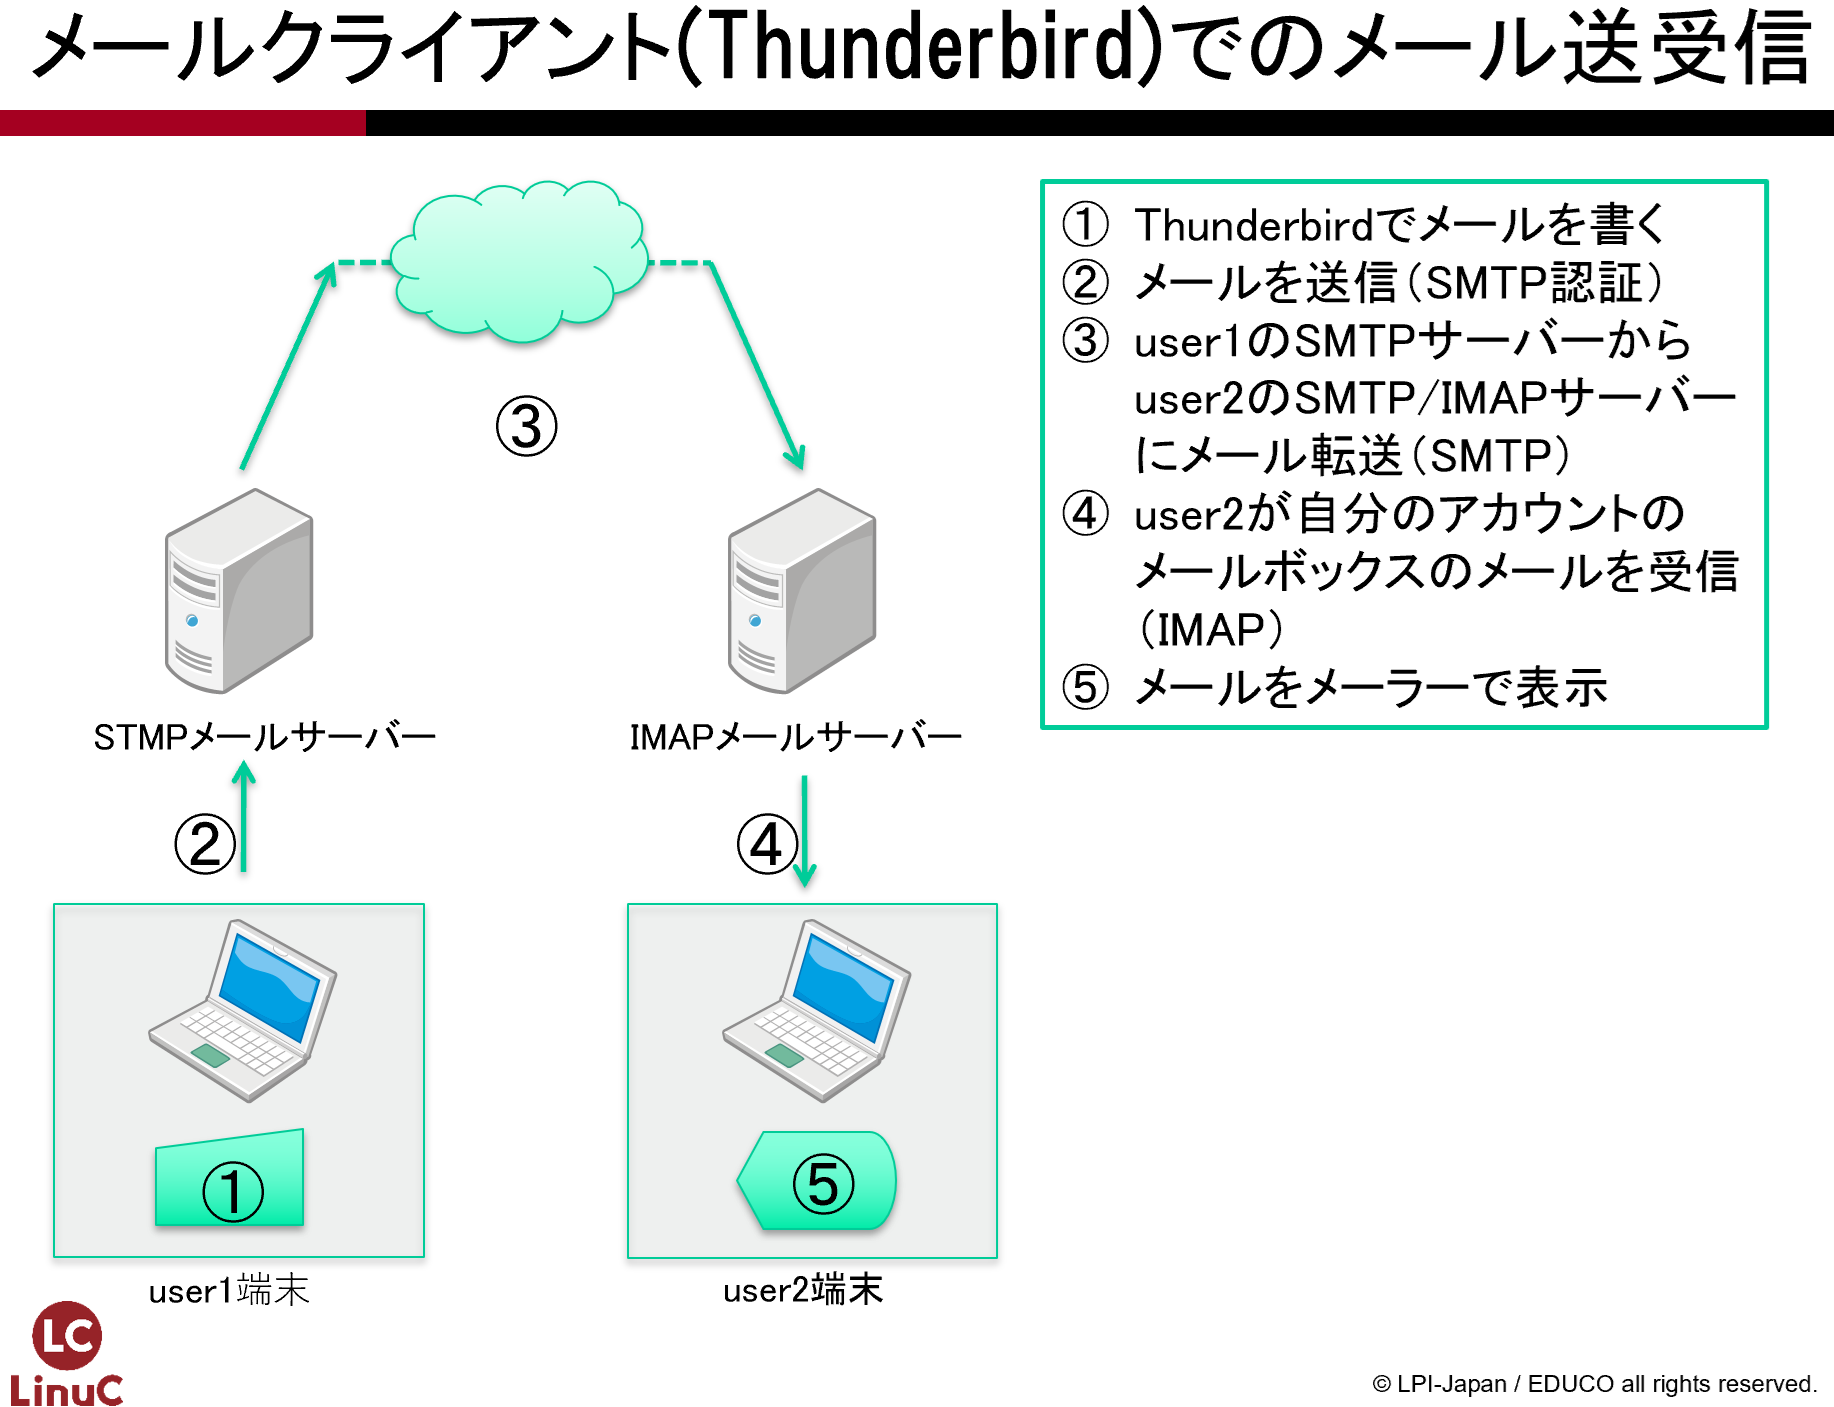 メールクライアント(Thunderbird)でのメール送受信
① Thunderbirdでメールを書く
② メールを送信（SMTP認証）
③ user1のSMTPサーバーから
user2のSMTP/IMAPサーバー
にメール転送（SMTP）
④ user2が自分のアカウントの
メールボックスのメールを受信
（IMAP）
⑤ メールをメーラーで表示
③
STMPメールサーバー
IMAPメールサーバー
②
④
①
⑤
user1端末
user2端末
LC
LinuC
© LPI-Japan / EDUCO all rights reserved.